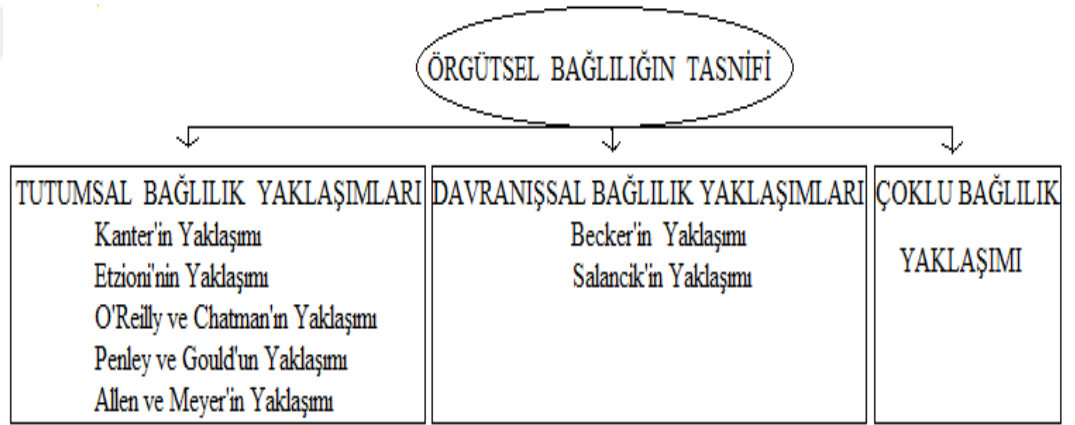 ÖRGÜTSEL BAĞLILIĞIN TASNİFİ
TUTUMSAL BAĞLILIK YAKLAŞIMLARI
Kanter'in Yaklaşımı
Etzioni'nin Yaklaşımı
O'Reilly ve Chatman'ın Yaklaşımı
Penley ve Gould'un Yaklaşımı
Allen ve Meyer'in Yaklaşımı
DAVRANIŞSAL BAĞLILIK YAKLAŞIMLARI
Becker'in Yaklaşımı
Salancik'in Yaklaşımı
ÇOKLU BAĞLILIK
YAKLAŞIMI